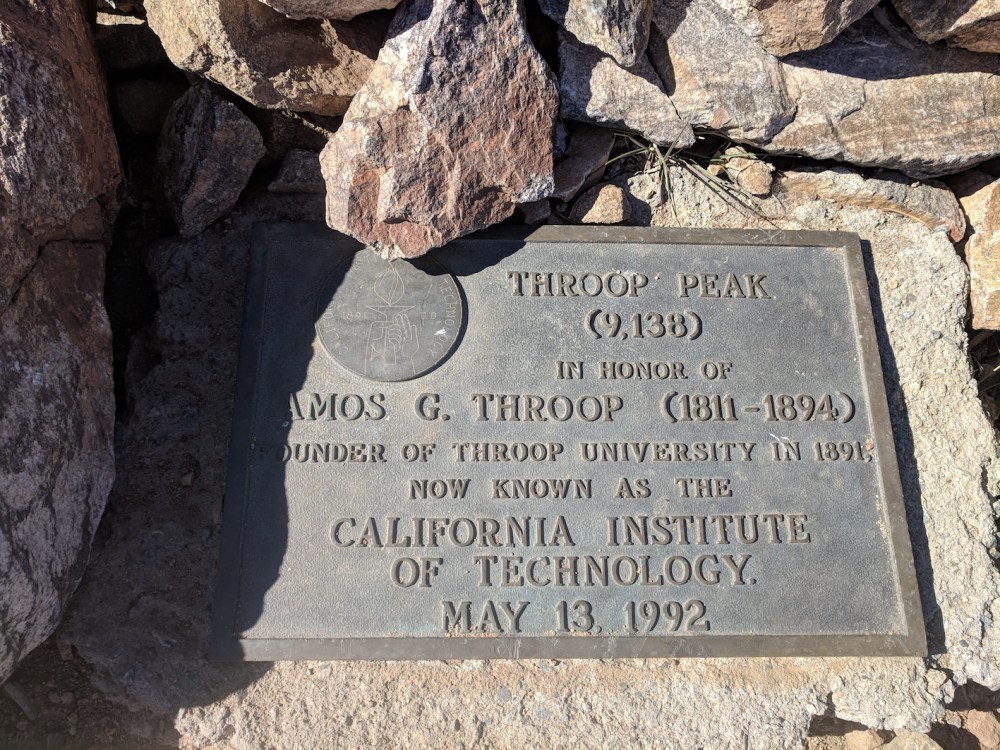 THROOP PEAK
(9,138)
IN HONOR OF
AMOS G. THROOP (1811-1894)
FOUNDER OF THROOP UNIVERSITY IN 1891,
NOW KNOWN AS THE
CALIFORNIA INSTITUTE
OF TECHNOLOGY.
MAY 13, 1992